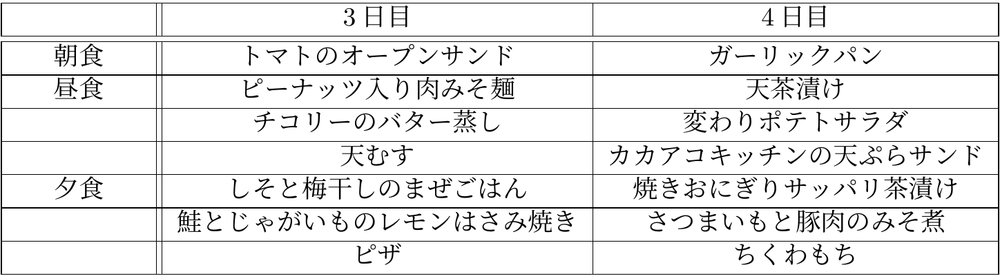 3日目 4日目
朝食 トマトのオープンサンド ガーリックパン
昼食 ピーナッツ入り肉みそ麺 天茶漬け
チコリーのバター蒸し 変わりポテトサラダ
天むす カカアコキッチンの天ぷらサンド
夕食 しそと梅干しのまぜごはん 焼きおにぎりサッパリ茶漬け
鮭とじゃがいものレモンはさみ焼き さつまいもと豚肉のみそ煮
ピザ ちくわもち